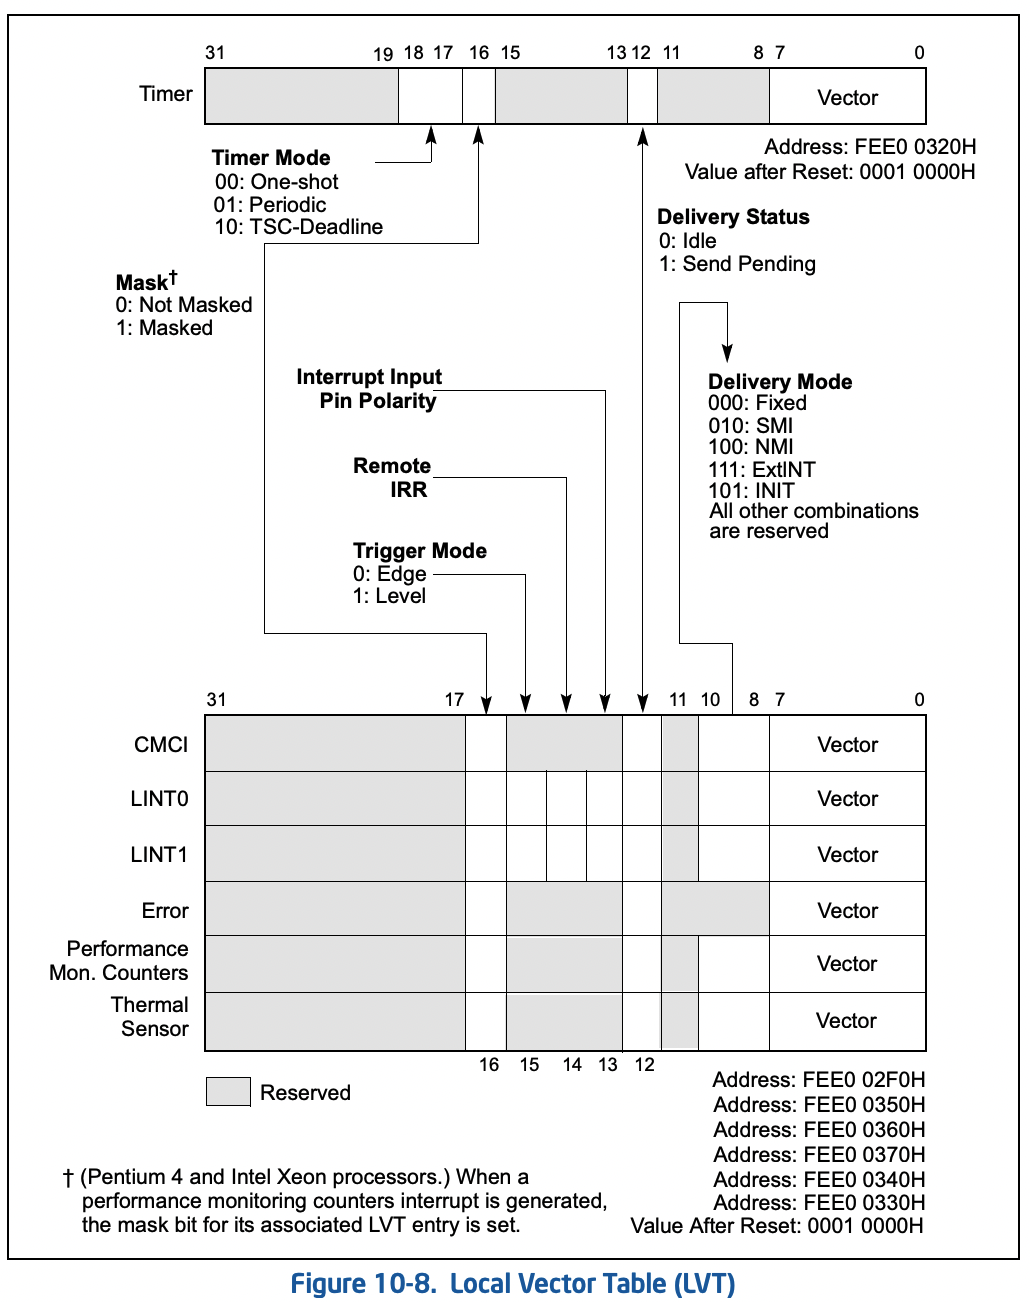 31 19 18 17 16 15 13 12 11 8 7 0
Timer Vector
Address: FEE0 0320H
Value after Reset: 0001 0000H
Timer Mode
00: One-shot
01: Periodic
10: TSC-Deadline
Delivery Status
0: Idle
1: Send Pending
Mask†
0: Not Masked
1: Masked
Interrupt Input
Pin Polarity
Delivery Mode
000: Fixed
010: SMI
100: NMI
111: ExtINT
101: INIT
All other combinations
are reserved
Remote
IRR
Trigger Mode
0: Edge
1: Level
31 17 11 10 8 7 0
CMCI Vector
LINT0 Vector
LINT1 Vector
Error Vector
Performance
Mon. Counters Vector
Thermal
Sensor Vector
16 15 14 13 12
Reserved
Address: FEE0 02F0H
Address: FEE0 0350H
Address: FEE0 0360H
Address: FEE0 0370H
Address: FEE0 0340H
Address: FEE0 0330H
Value After Reset: 0001 0000H
† (Pentium 4 and Intel Xeon processors.) When a
performance monitoring counters interrupt is generated,
the mask bit for its associated LVT entry is set.
Figure 10-8. Local Vector Table (LVT)